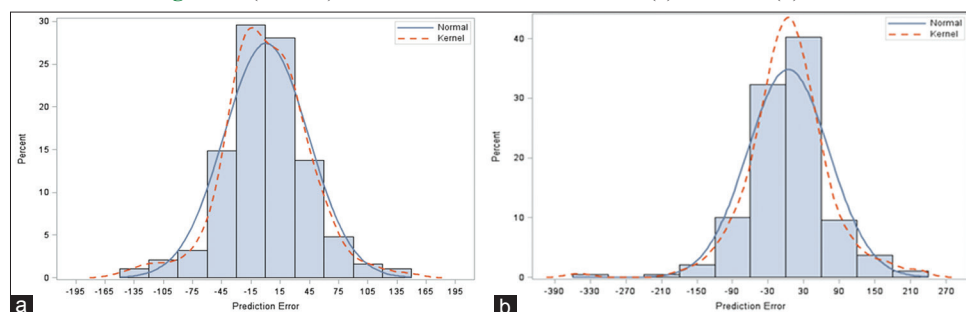 30
25
20
15
10
5
0
Percent
Normal
Kernel
-195 -165 -135 -105 -75 -45 -15 15 45 75 105 135 165 195
Prediction Error
a
40
30
20
10
0
Percent
Normal
Kernel
-390 -330 -270 -210 -150 -90 -30 30 90 150 210 270
Prediction Error
b